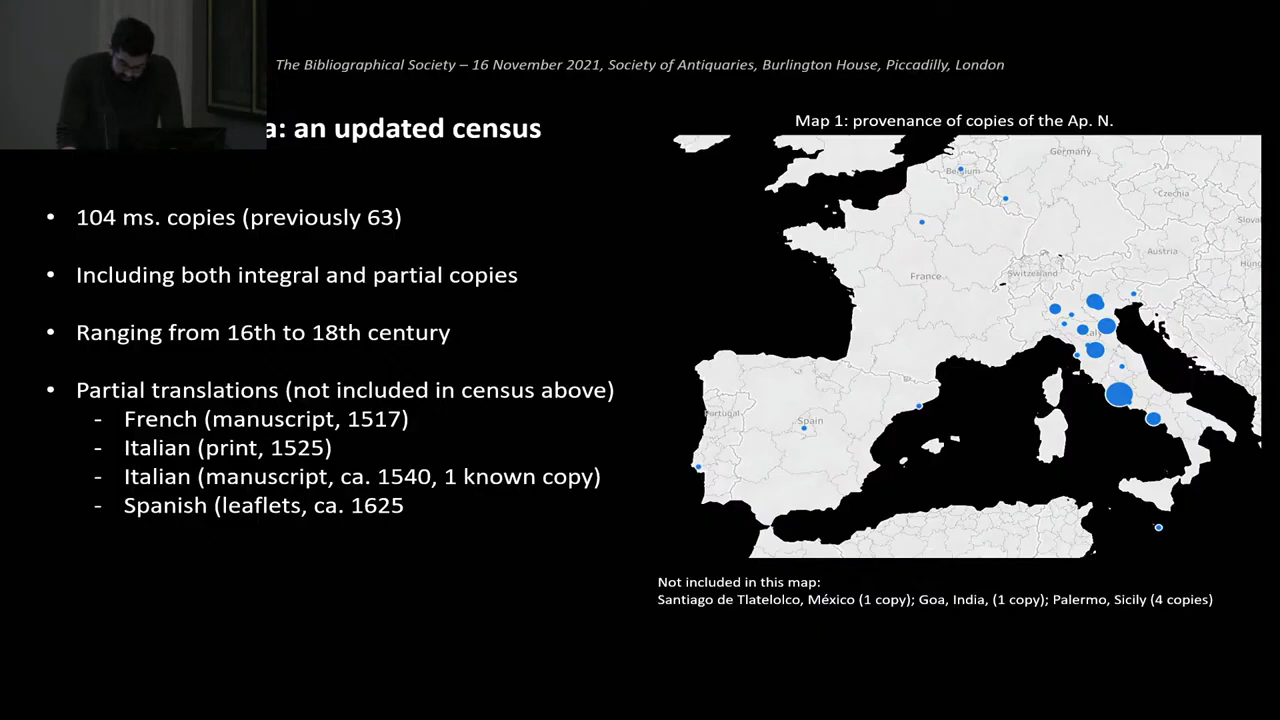 The Bibliographical Society – 16 November 2021, Society of Antiquaries, Burlington House, Piccadilly, London
a: an updated census
• 104 ms. copies (previously 63)
• Including both integral and partial copies
• Ranging from 16th to 18th century
• Partial translations (not included in census above)
- French (manuscript, 1517)
- Italian (print, 1525)
- Italian (manuscript, ca. 1540, 1 known copy)
- Spanish (leaflets, ca. 1625
Map 1: provenance of copies of the Ap. N.
Germany
Belgium
Czechia
Slova
Austria
Hung
France
Switzerland
Portugal
Spain
Not included in this map:
Santiago de Tlatelolco, México (1 copy); Goa, India, (1 copy); Palermo, Sicily (4 copies)